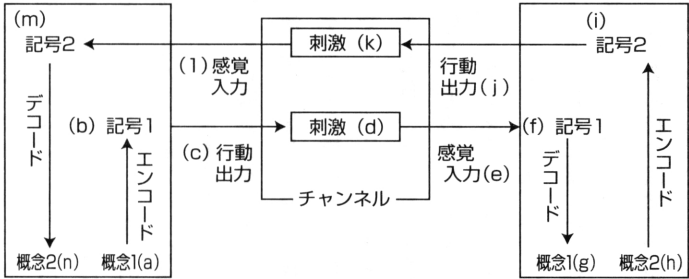 (m)
記号2
デコード
(b) 記号1
エンコード
概念2(n)
概念1(a)
(1) 感覚
入力
(c) 行動
出力
刺激 (k)
刺激 (d)
チャンネル
行動
出力(j)
感覚
入力(e)
(i)
記号2
(f) 記号1
デコード
エンコード
概念1(g)
概念2(h)